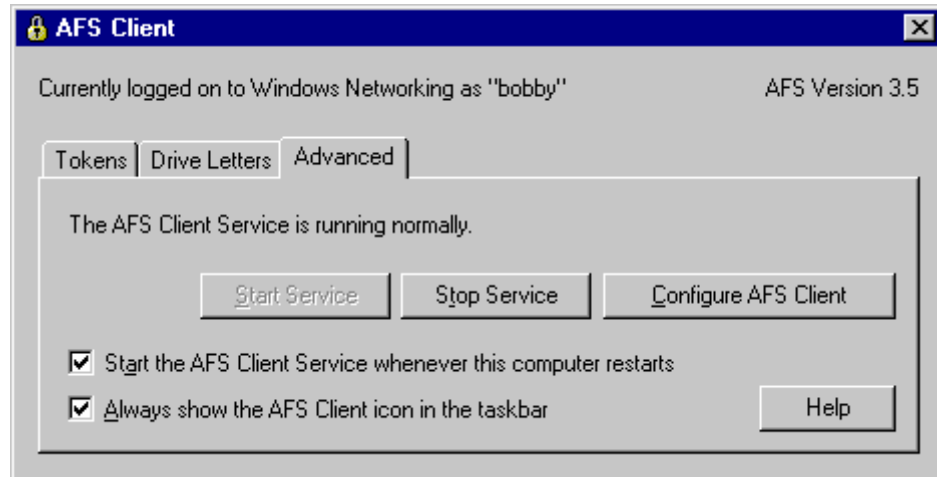 AFS Client
Currently logged on to Windows Networking as "bobby" AFS Version 3.5
Tokens Drive Letters Advanced
The AFS Client Service is running normally.
Start Service Stop Service Configure AFS Client
Start the AFS Client Service whenever this computer restarts
Always show the AFS Client icon in the taskbar Help